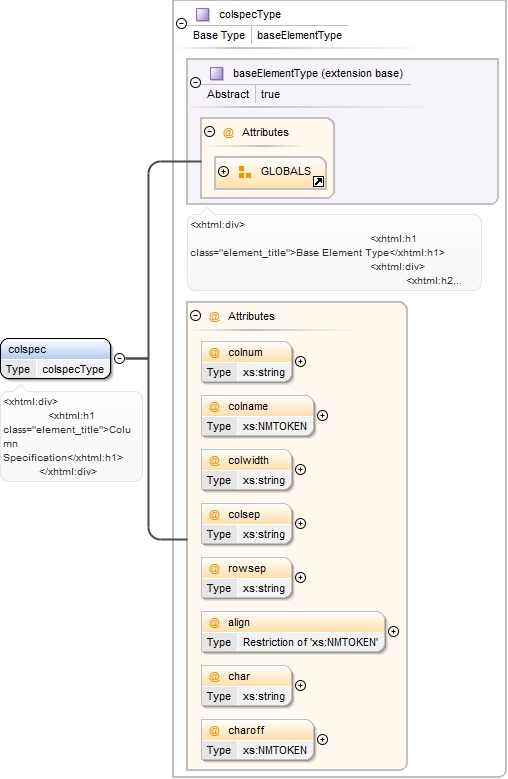 colspecType
Base Type baseElementType
baseElementType (extension base)
Abstract true
@ Attributes
GLOBALS
<xhtml:div>
<xhtml:h1
class="element_title">Base Element Type</xhtml:h1>
<xhtml:div>
<xhtml:h2...
colspec
Type colspecType
<xhtml:div>
<xhtml:h1
class="element_title">Colu
mn
Specification</xhtml:h1>
</xhtml:div>
@ Attributes
@ colnum
Type xs:string
@ colname
Type xs:NMTOKEN
@ colwidth
Type xs:string
@ colsep
Type xs:string
@ rowsep
Type xs:string
@ align
Type Restriction of 'xs:NMTOKEN'
@ char
Type xs:string
@ charoff
Type xs:NMTOKEN